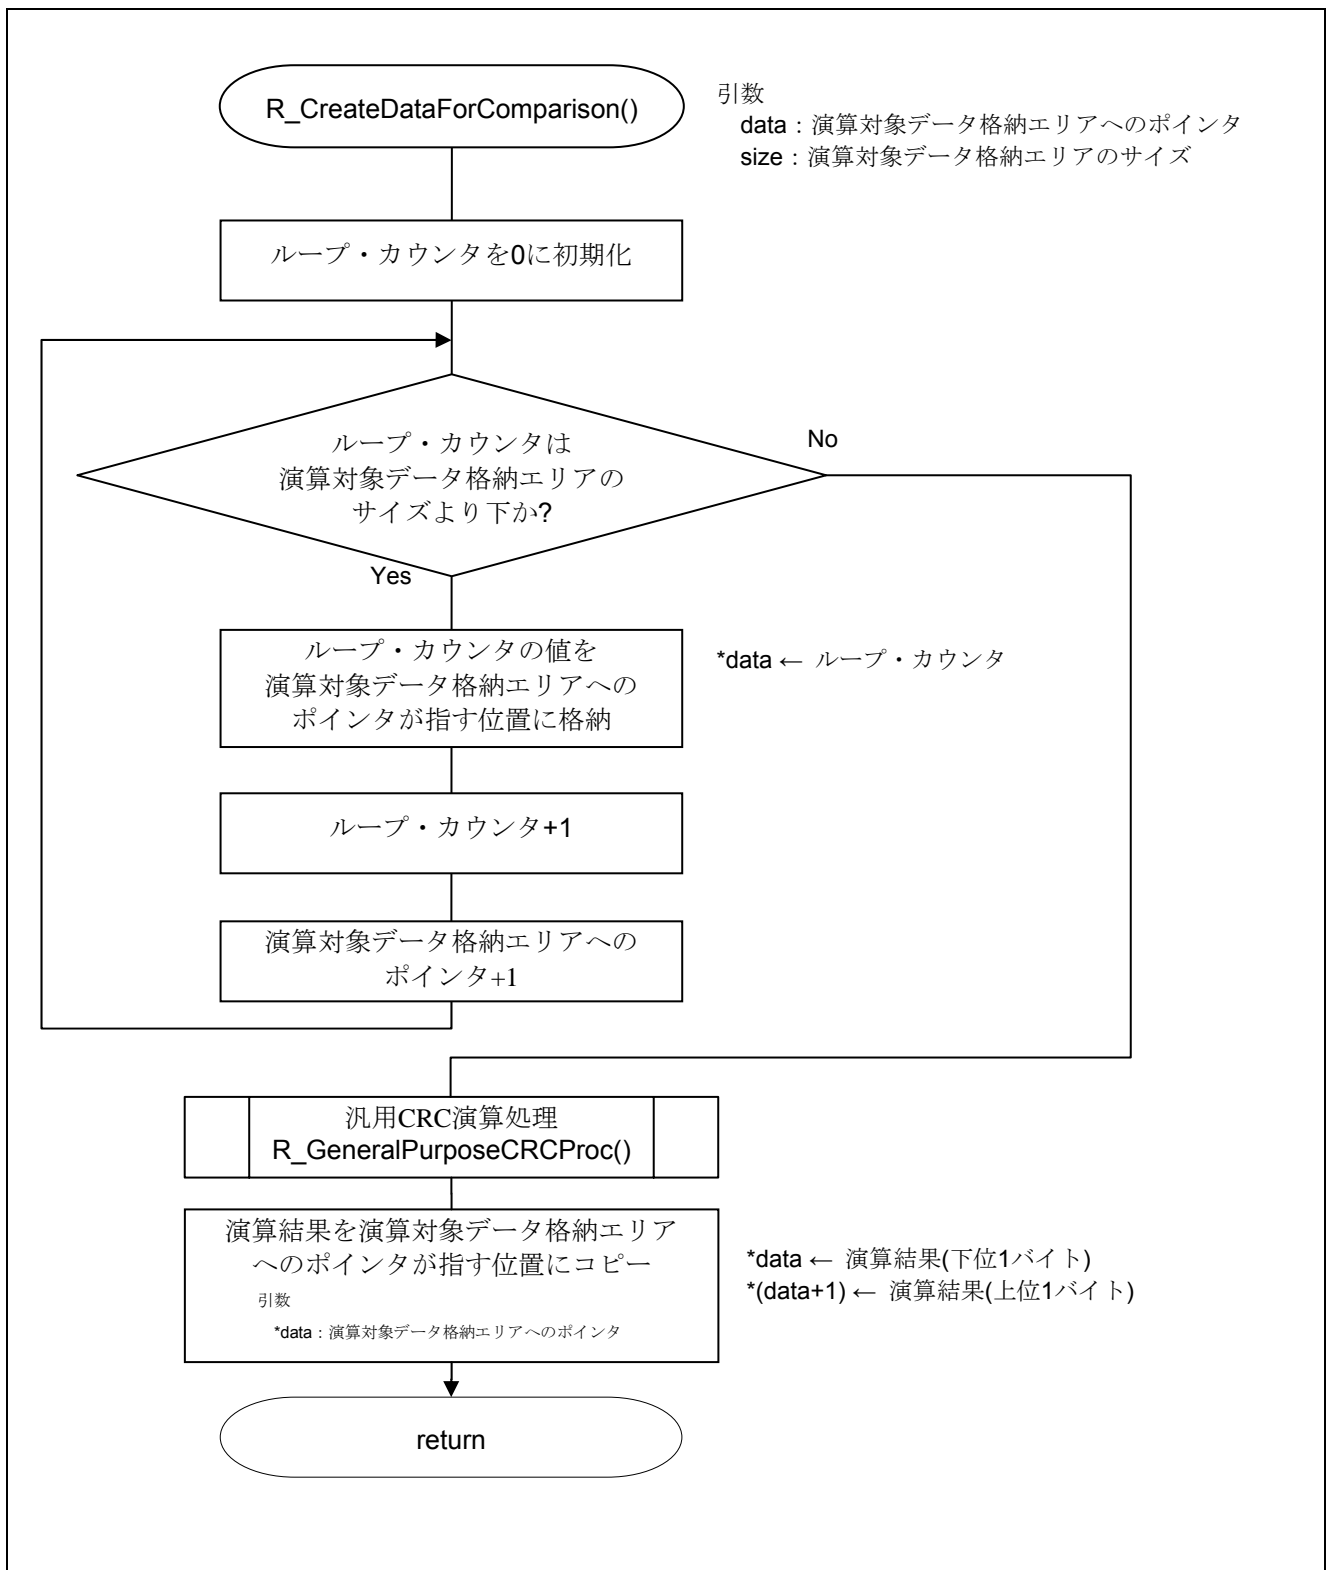 R_CreateDataForComparison()
引数
data：演算対象データ格納エリアへのポインタ
size：演算対象データ格納エリアのサイズ
ループ・カウンタを0に初期化
ループ・カウンタは
演算対象データ格納エリアの
サイズより下か?
No
Yes
ループ・カウンタの値を
演算対象データ格納エリアへの
ポインタが指す位置に格納
*data ← ループ・カウンタ
ループ・カウンタ+1
演算対象データ格納エリアへの
ポインタ+1
汎用CRC演算処理
R_GeneralPurposeCRCProc()
演算結果を演算対象データ格納エリア
へのポインタが指す位置にコピー
引数
*data：演算対象データ格納エリアへのポインタ
*data ← 演算結果(下位1バイト)
*(data+1) ← 演算結果(上位1バイト)
return